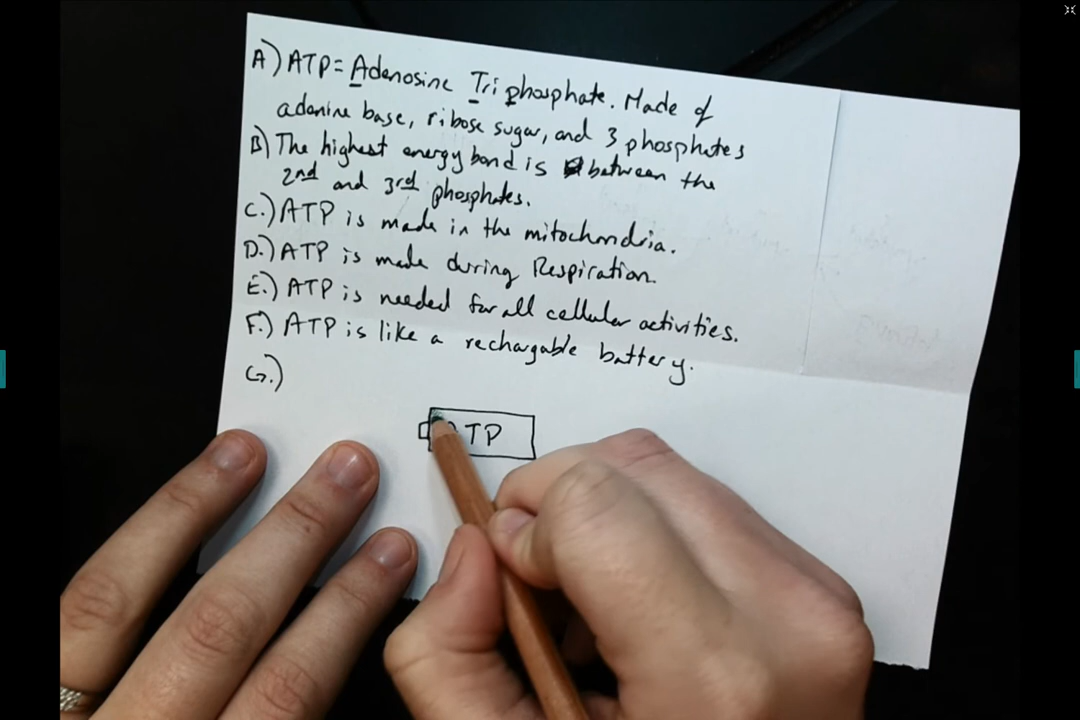 A.) ATP = Adenosine Triphosphate. Made of
adenine base, ribose sugar, and 3 phosphates
B.) The highest energy bond is between the
2nd and 3rd phosphates.
C.) ATP is made in the mitochondria.
D.) ATP is made during Respiration.
E.) ATP is needed for all cellular activities.
F.) ATP is like a rechargable battery.
G.)
TP